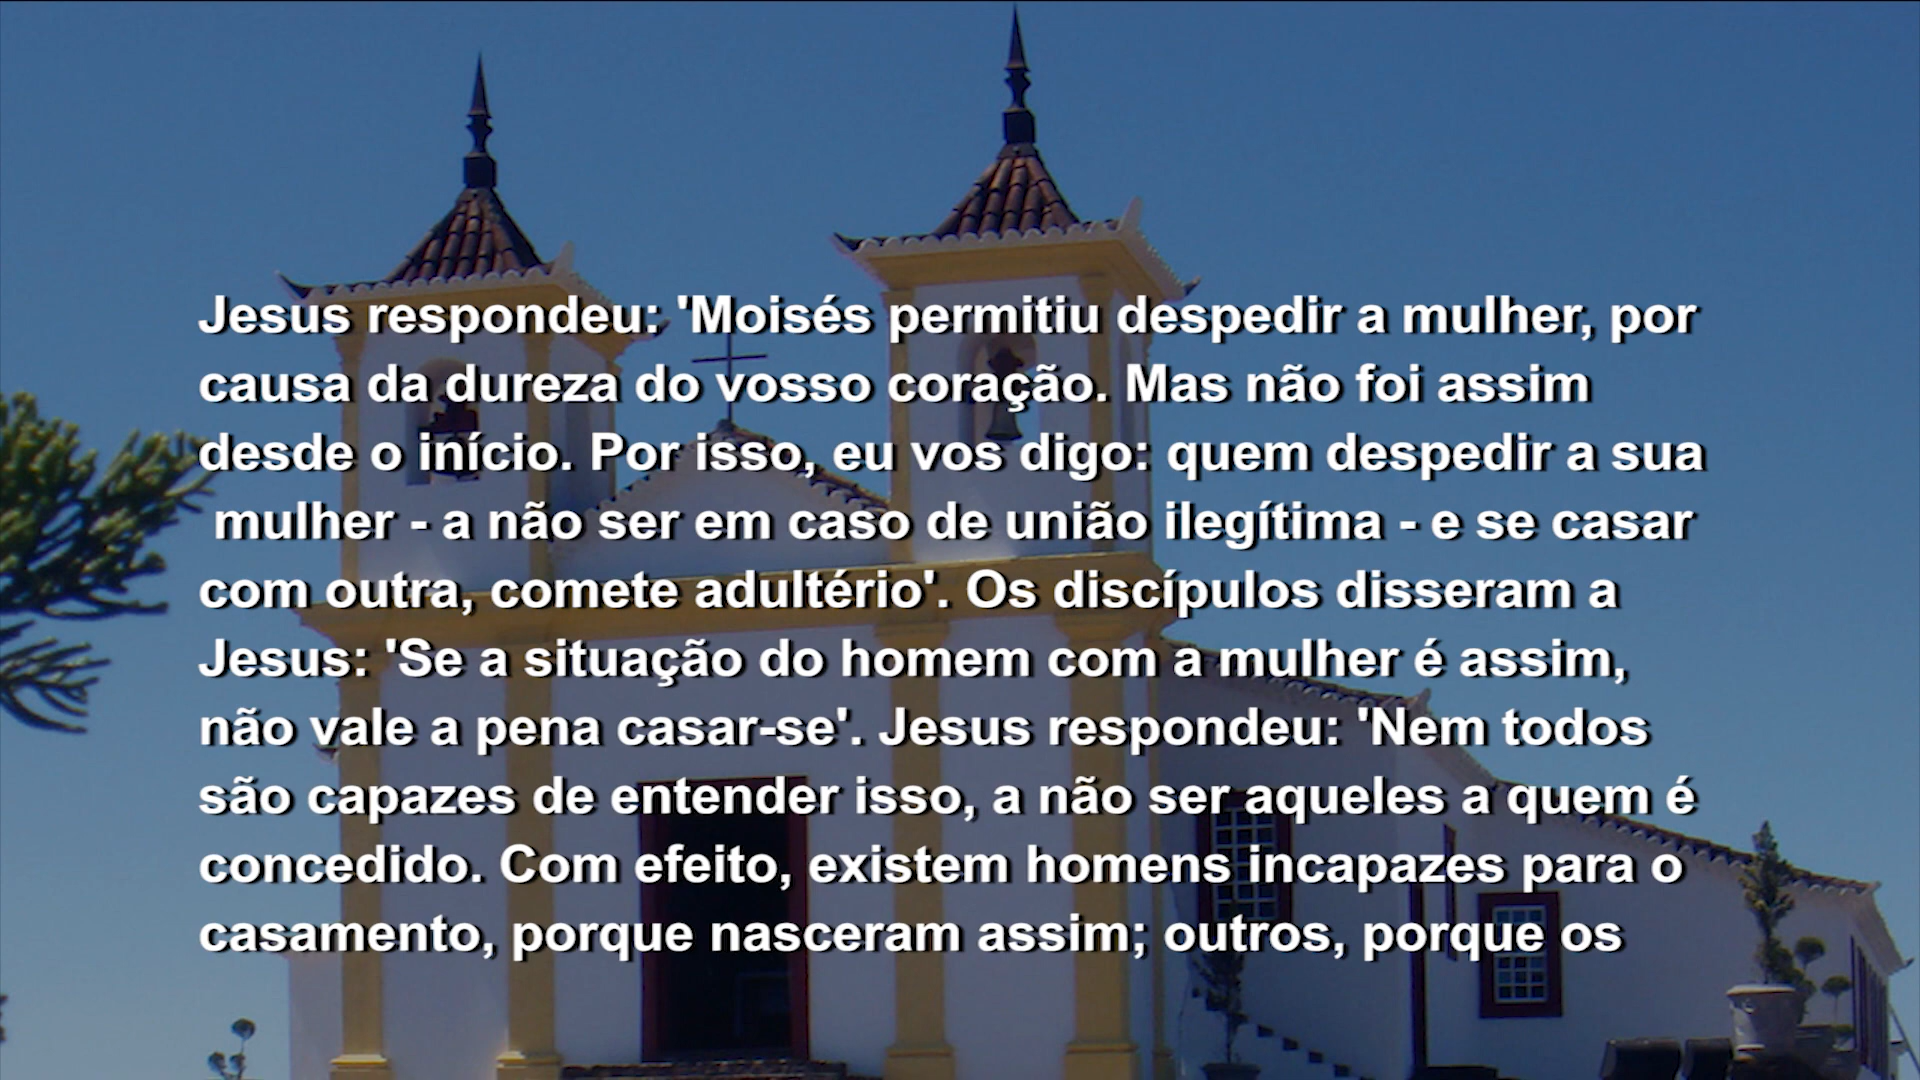 Jesus respondeu: 'Moisés permitiu despedir a mulher, por
causa da dureza do vosso coração. Mas não foi assim
desde o início. Por isso, eu vos digo: quem despedir a sua
mulher - a não ser em caso de união ilegítima - e se casar
com outra, comete adultério'. Os discípulos disseram a
Jesus: 'Se a situação do homem com a mulher é assim,
não vale a pena casar-se'. Jesus respondeu: 'Nem todos
são capazes de entender isso, a não ser aqueles a quem é
concedido. Com efeito, existem homens incapazes para o
casamento, porque nasceram assim; outros, porque os